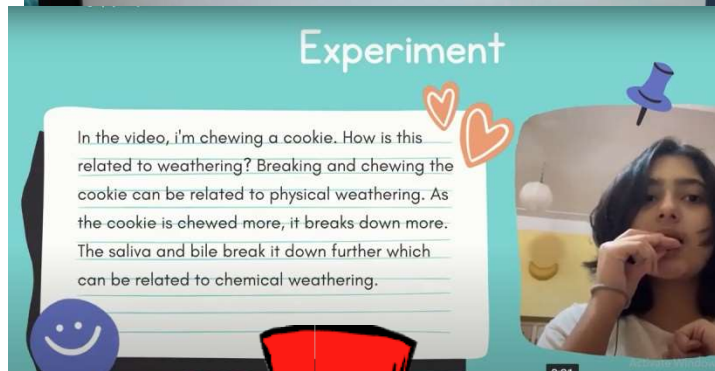 Experiment
In the video, i'm chewing a cookie. How is this
related to weathering? Breaking and chewing the
cookie can be related to physical weathering. As
the cookie is chewed more, it breaks down more.
The saliva and bile break it down further which
can be related to chemical weathering.